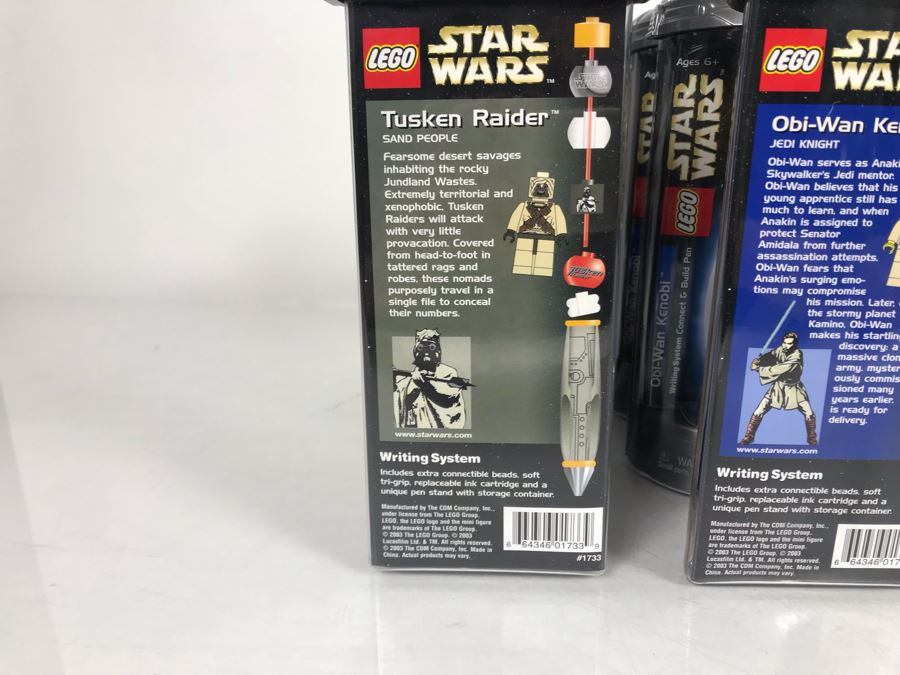 LEGO
STAR
WARS™
Tusken Raider™
SAND PEOPLE
Fearsome desert savages
inhabiting the rocky
Jundland Wastes.
Extremely territorial and
xenophobic, Tusken
Raiders will attack
with very little
provacation. Covered
from head-to-foot in
tattered rags and
robes, these nomads
purposely travel in a
single file to conceal
their numbers.
www.starwars.com
Writing System
Includes extra connectible beads, soft
tri-grip, replaceable ink cartridge and a
unique pen stand with storage container.
Manufactured by The CDM Company, Inc.,
under license from The LEGO Group.
LEGO, the LEGO logo and the mini figure
are trademarks of The LEGO Group.
© 2003 The LEGO Group. © 2003
Lucasfilm Ltd. & TM. All rights reserved.
© 2003 The CDM Company, Inc. Made in
China. Actual products may vary.
6 64346 01733 9
#1733
STAR WARS
Tusken
Ages 6+
STAR
WARS
LEGO
Obi-Wan Kenobi™
Writing System Connect & Build Pen
WA
LEGO
STA
WA
Obi-Wan Ke
JEDI KNIGHT
Obi-Wan serves as Anaki
Skywalker's Jedi mentor.
Obi-Wan believes that his
young apprentice still has
much to learn, and when
Anakin is assigned to
protect Senator
Amidala from further
assassination attempts,
Obi-Wan fears that
Anakin's surging emo-
tions may compromise
his mission. Later,
the stormy planet
Kamino, Obi-Wan
makes his startling
discovery: a
massive clon
army, myster
ously commis
sioned many
years earlier,
is ready for
delivery.
www.starwars.com
Writing System
Includes extra connectible beads, soft
tri-grip, replaceable ink cartridge and a
unique pen stand with storage container.
Manufactured by The CDM Company, Inc.,
under license from The LEGO Group.
LEGO, the LEGO logo and the mini figure
are trademarks of The LEGO Group.
© 2003 The LEGO Group. © 2003
Lucasfilm Ltd. & TM. All rights reserved.
© 2003 The CDM Company, Inc. Made in
China. Actual products may vary.
6 64346 017